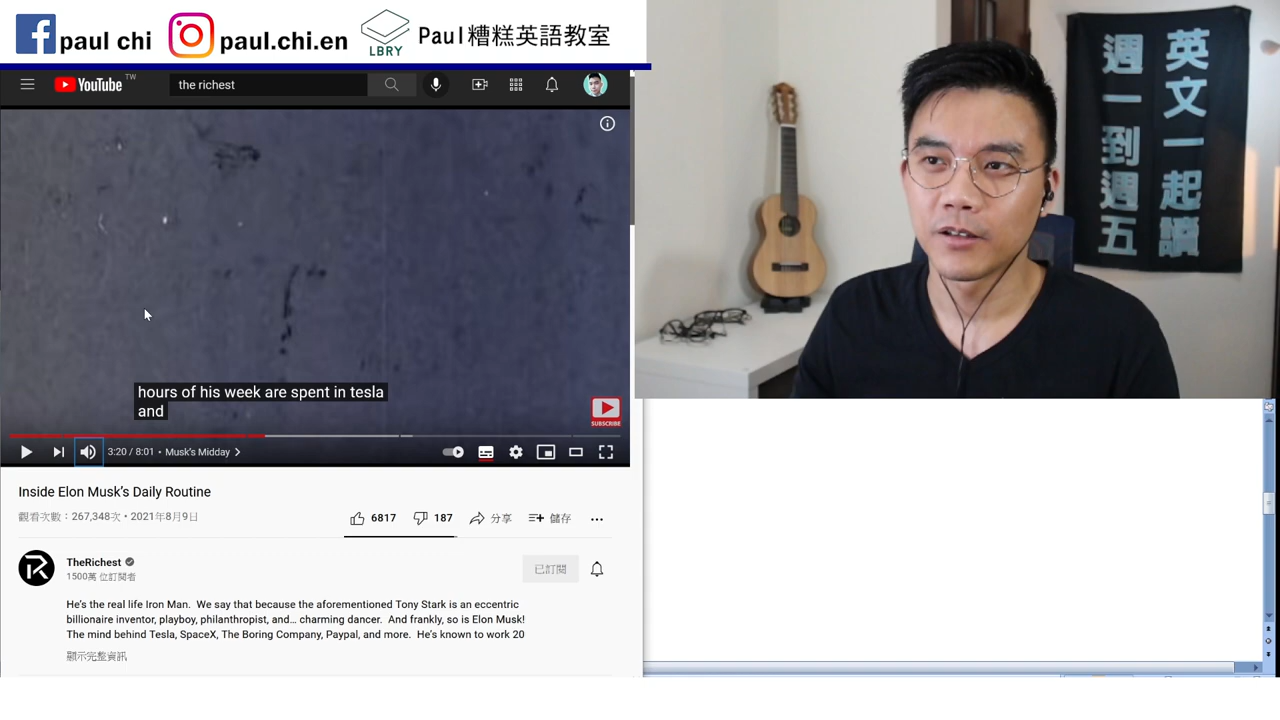 paul chi
paul.chi.en
LBRY
Paul糟糕英語教室
YouTube TW
the richest
hours of his week are spent in tesla
and
SUBSCRIBE
3:20 / 8:01 • Musk's Midday
Inside Elon Musk's Daily Routine
觀看次數：267,348次 • 2021年8月9日
6817
187
分享
儲存
TheRichest
1500萬 位訂閱者
已訂閱
He's the real life Iron Man. We say that because the aforementioned Tony Stark is an eccentric
billionaire inventor, playboy, philanthropist, and… charming dancer. And frankly, so is Elon Musk!
The mind behind Tesla, SpaceX, The Boring Company, Paypal, and more. He's known to work 20
顯示完整資訊
英文一起讀
週一到週五